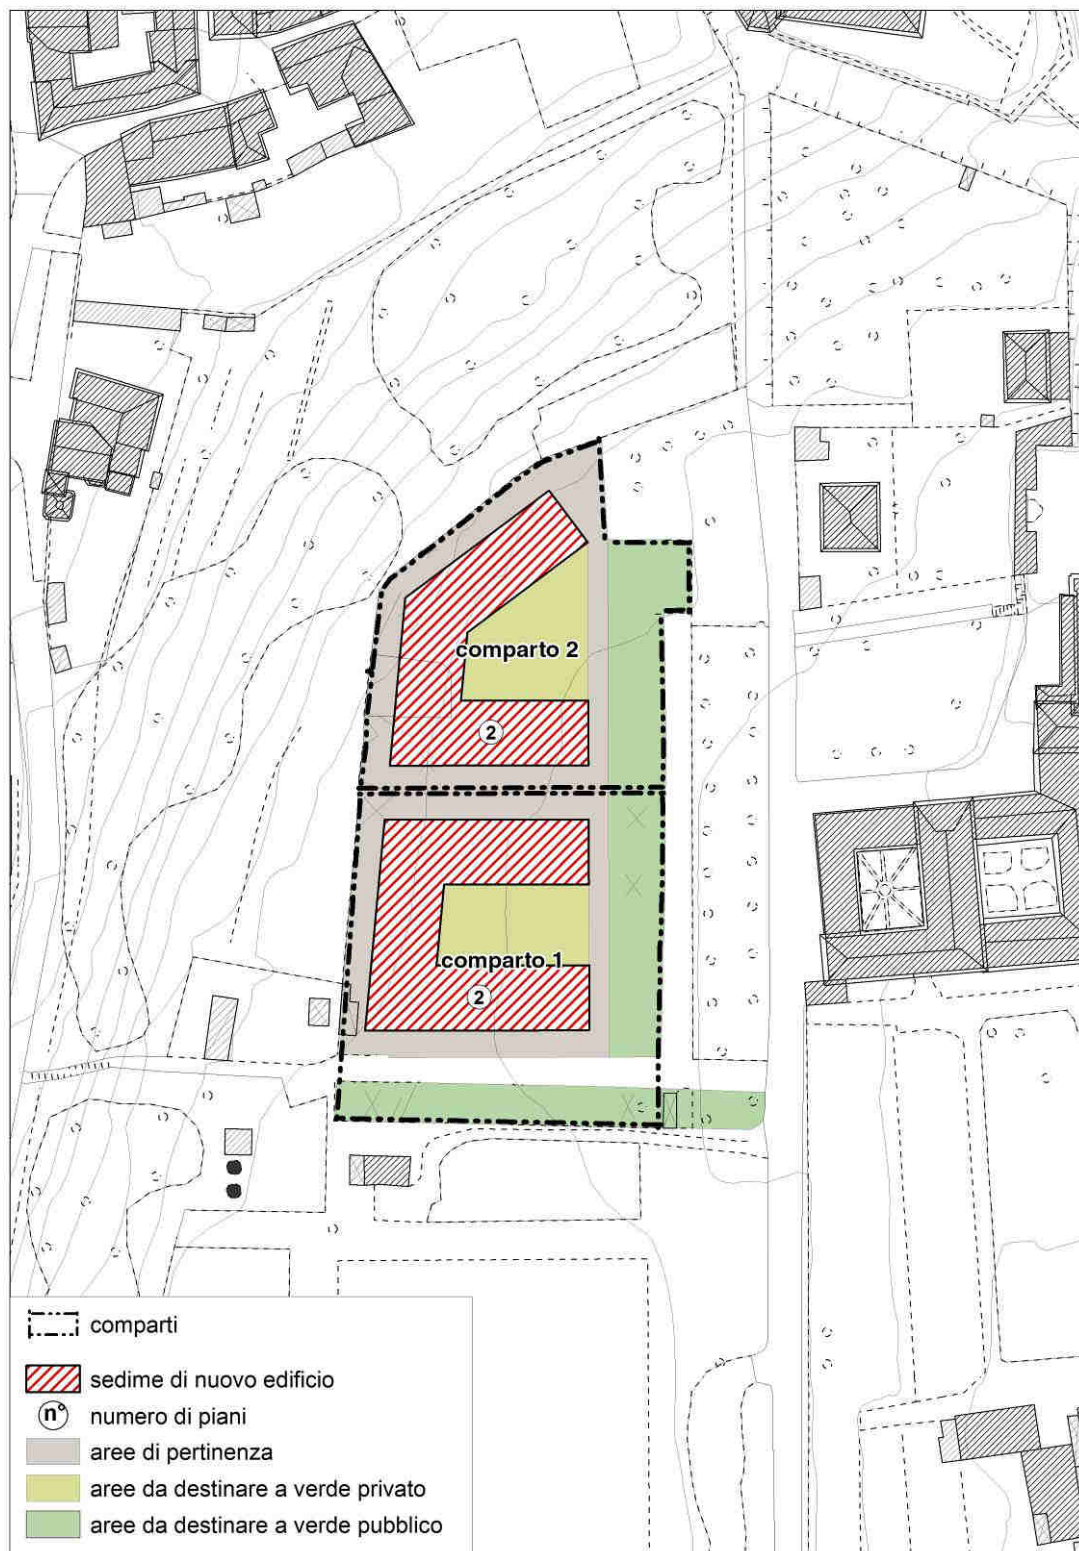 comparto 2
2
comparto 1
2
comparti
sedime di nuovo edificio
n° numero di piani
aree di pertinenza
aree da destinare a verde privato
aree da destinare a verde pubblico